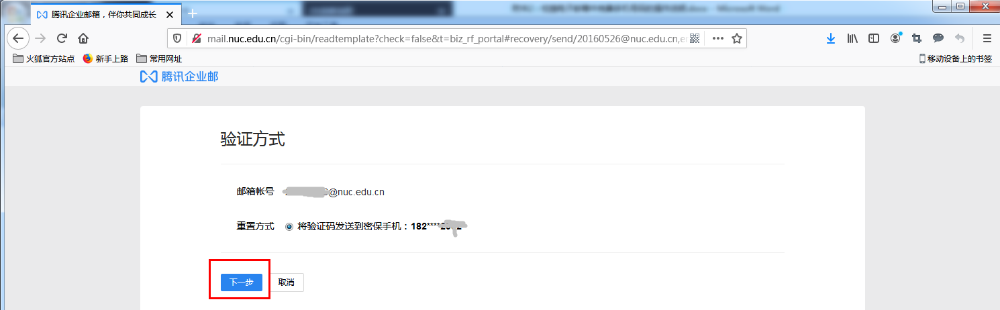 腾讯企业邮箱，伴你共同成长
mail.nuc.edu.cn/cgi-bin/readtemplate?check=false&t=biz_rf_portal#recovery/send/20160526@nuc.edu.cn,
火狐官方站点 新手上路 常用网址 移动设备上的书签
腾讯企业邮
验证方式
邮箱帐号 @nuc.edu.cn
重置方式 将验证码发送到密保手机：182****
下一步 取消